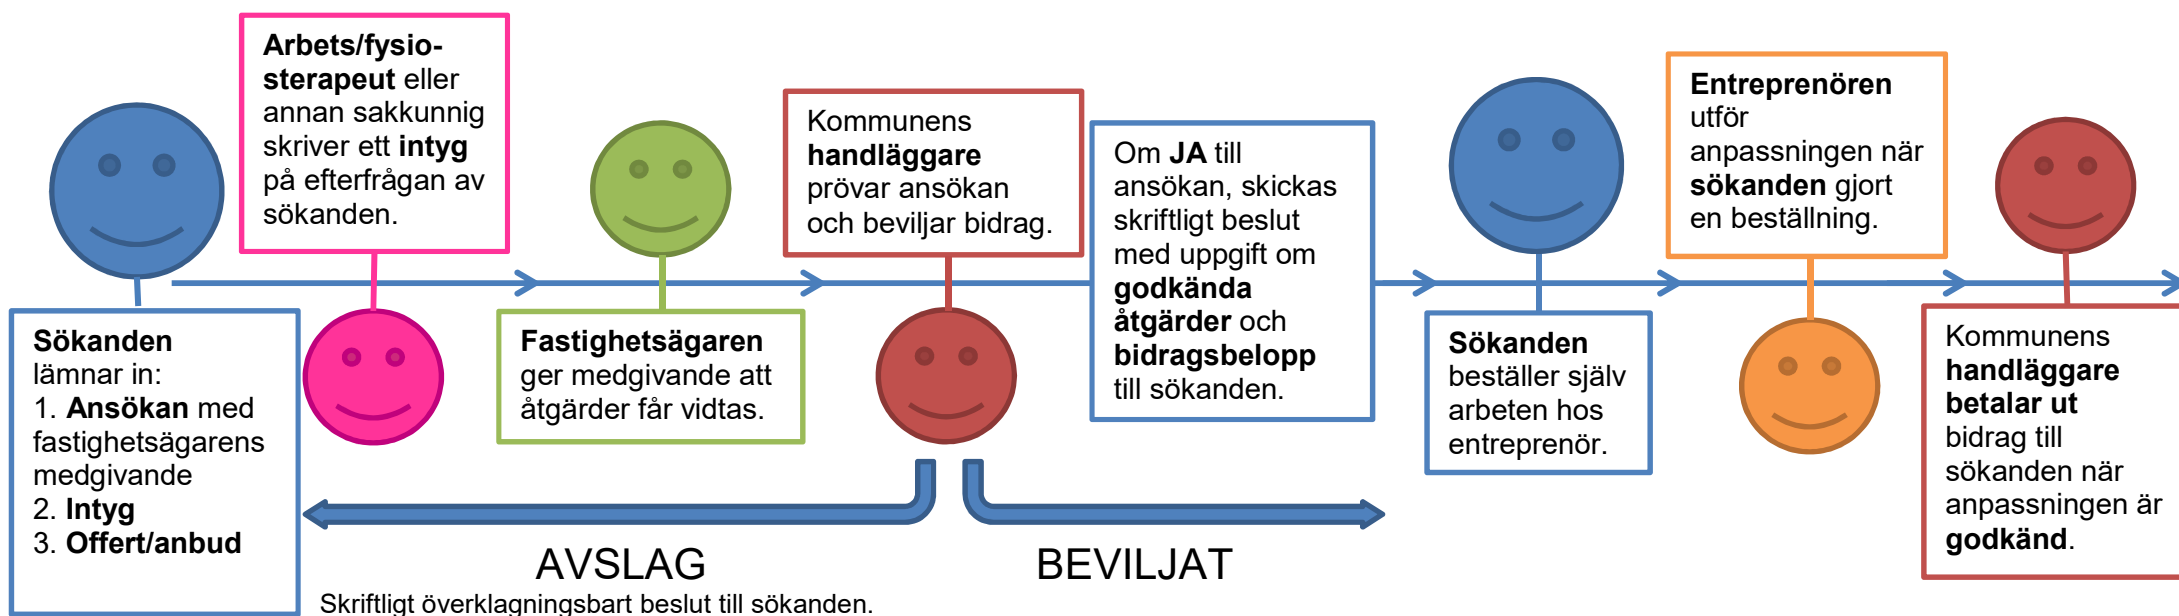 Sökanden
lämnar in:
1. Ansökan med
fastighetsägarens
medgivande
2. Intyg
3. Offert/anbud
Arbets/fysio-
sterapeut eller
annan sakkunnig
skriver ett intyg
på efterfrågan av
sökanden.
Fastighetsägaren
ger medgivande att
åtgärder får vidtas.
Kommunens
handläggare
prövar ansökan
och beviljar bidrag.
Om JA till
ansökan, skickas
skriftligt beslut
med uppgift om
godkända
åtgärder och
bidragsbelopp
till sökanden.
Sökanden
beställer själv
arbeten hos
entreprenör.
Entreprenören
utför
anpassningen när
sökanden gjort
en beställning.
Kommunens
handläggare
betalar ut
bidrag till
sökanden när
anpassningen är
godkänd.
AVSLAG
Skriftligt överklagningsbart beslut till sökanden.
BEVILJAT